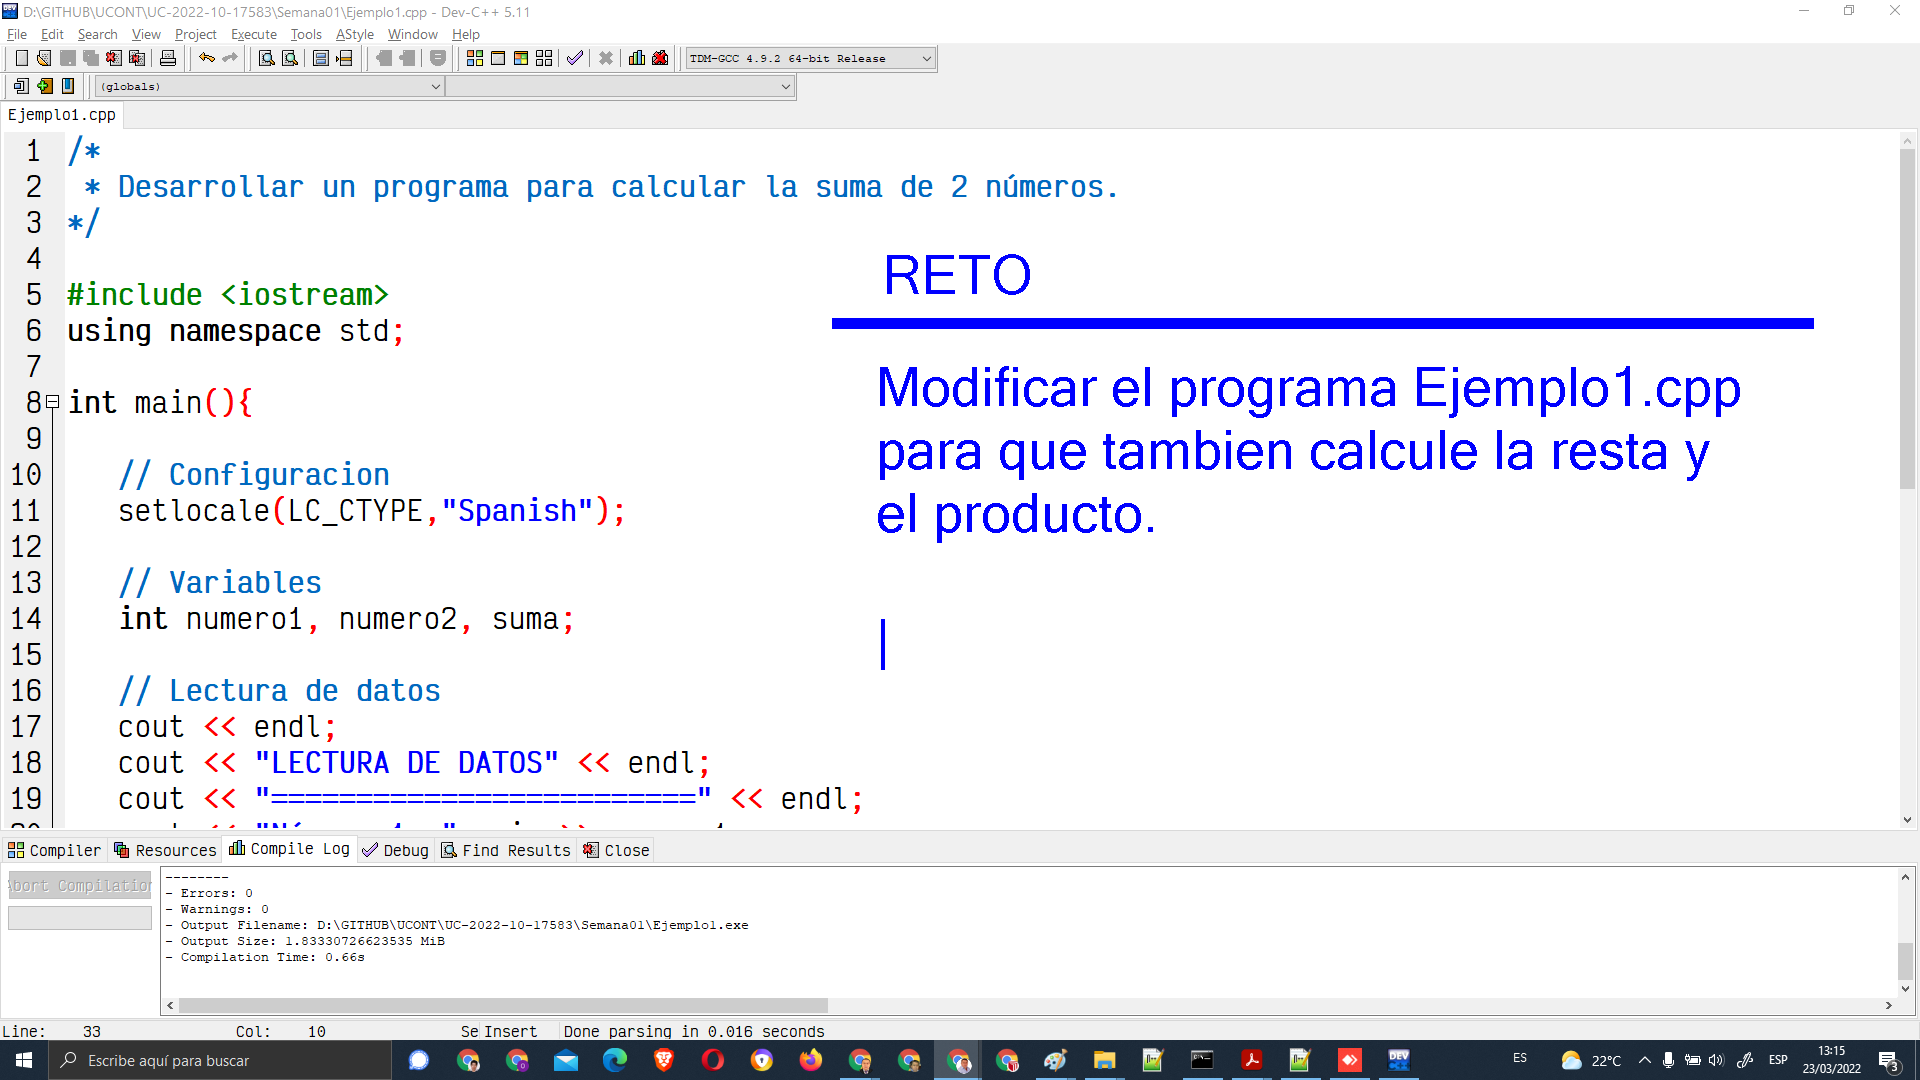 D:\GITHUB\UCONT\UC-2022-10-17583\Semana01\Ejemplo1.cpp - Dev-C++ 5.11
File Edit Search View Project Execute Tools AStyle Window Help
TDM-GCC 4.9.2 64-bit Release
(globals)
Ejemplo1.cpp
1 /*
2 * Desarrollar un programa para calcular la suma de 2 números.
3 */
4
5 #include <iostream>
6 using namespace std;
7
8 int main(){
9
10 // Configuracion
11 setlocale(LC_CTYPE,"Spanish");
12
13 // Variables
14 int numero1, numero2, suma;
15
16 // Lectura de datos
17 cout << endl;
18 cout << "LECTURA DE DATOS" << endl;
19 cout << "=========================" << endl;
RETO
Modificar el programa Ejemplo1.cpp
para que tambien calcule la resta y
el producto.
Compiler Resources Compile Log Debug Find Results Close
Abort Compilation
--------
- Errors: 0
- Warnings: 0
- Output Filename: D:\GITHUB\UCONT\UC-2022-10-17583\Semana01\Ejemplo1.exe
- Output Size: 1.83330726623535 MiB
- Compilation Time: 0.66s
Line: 33 Col: 10 Se Insert Done parsing in 0.016 seconds
Escribe aquí para buscar
DEV
ES
22°C
ESP
13:15
23/03/2022
3